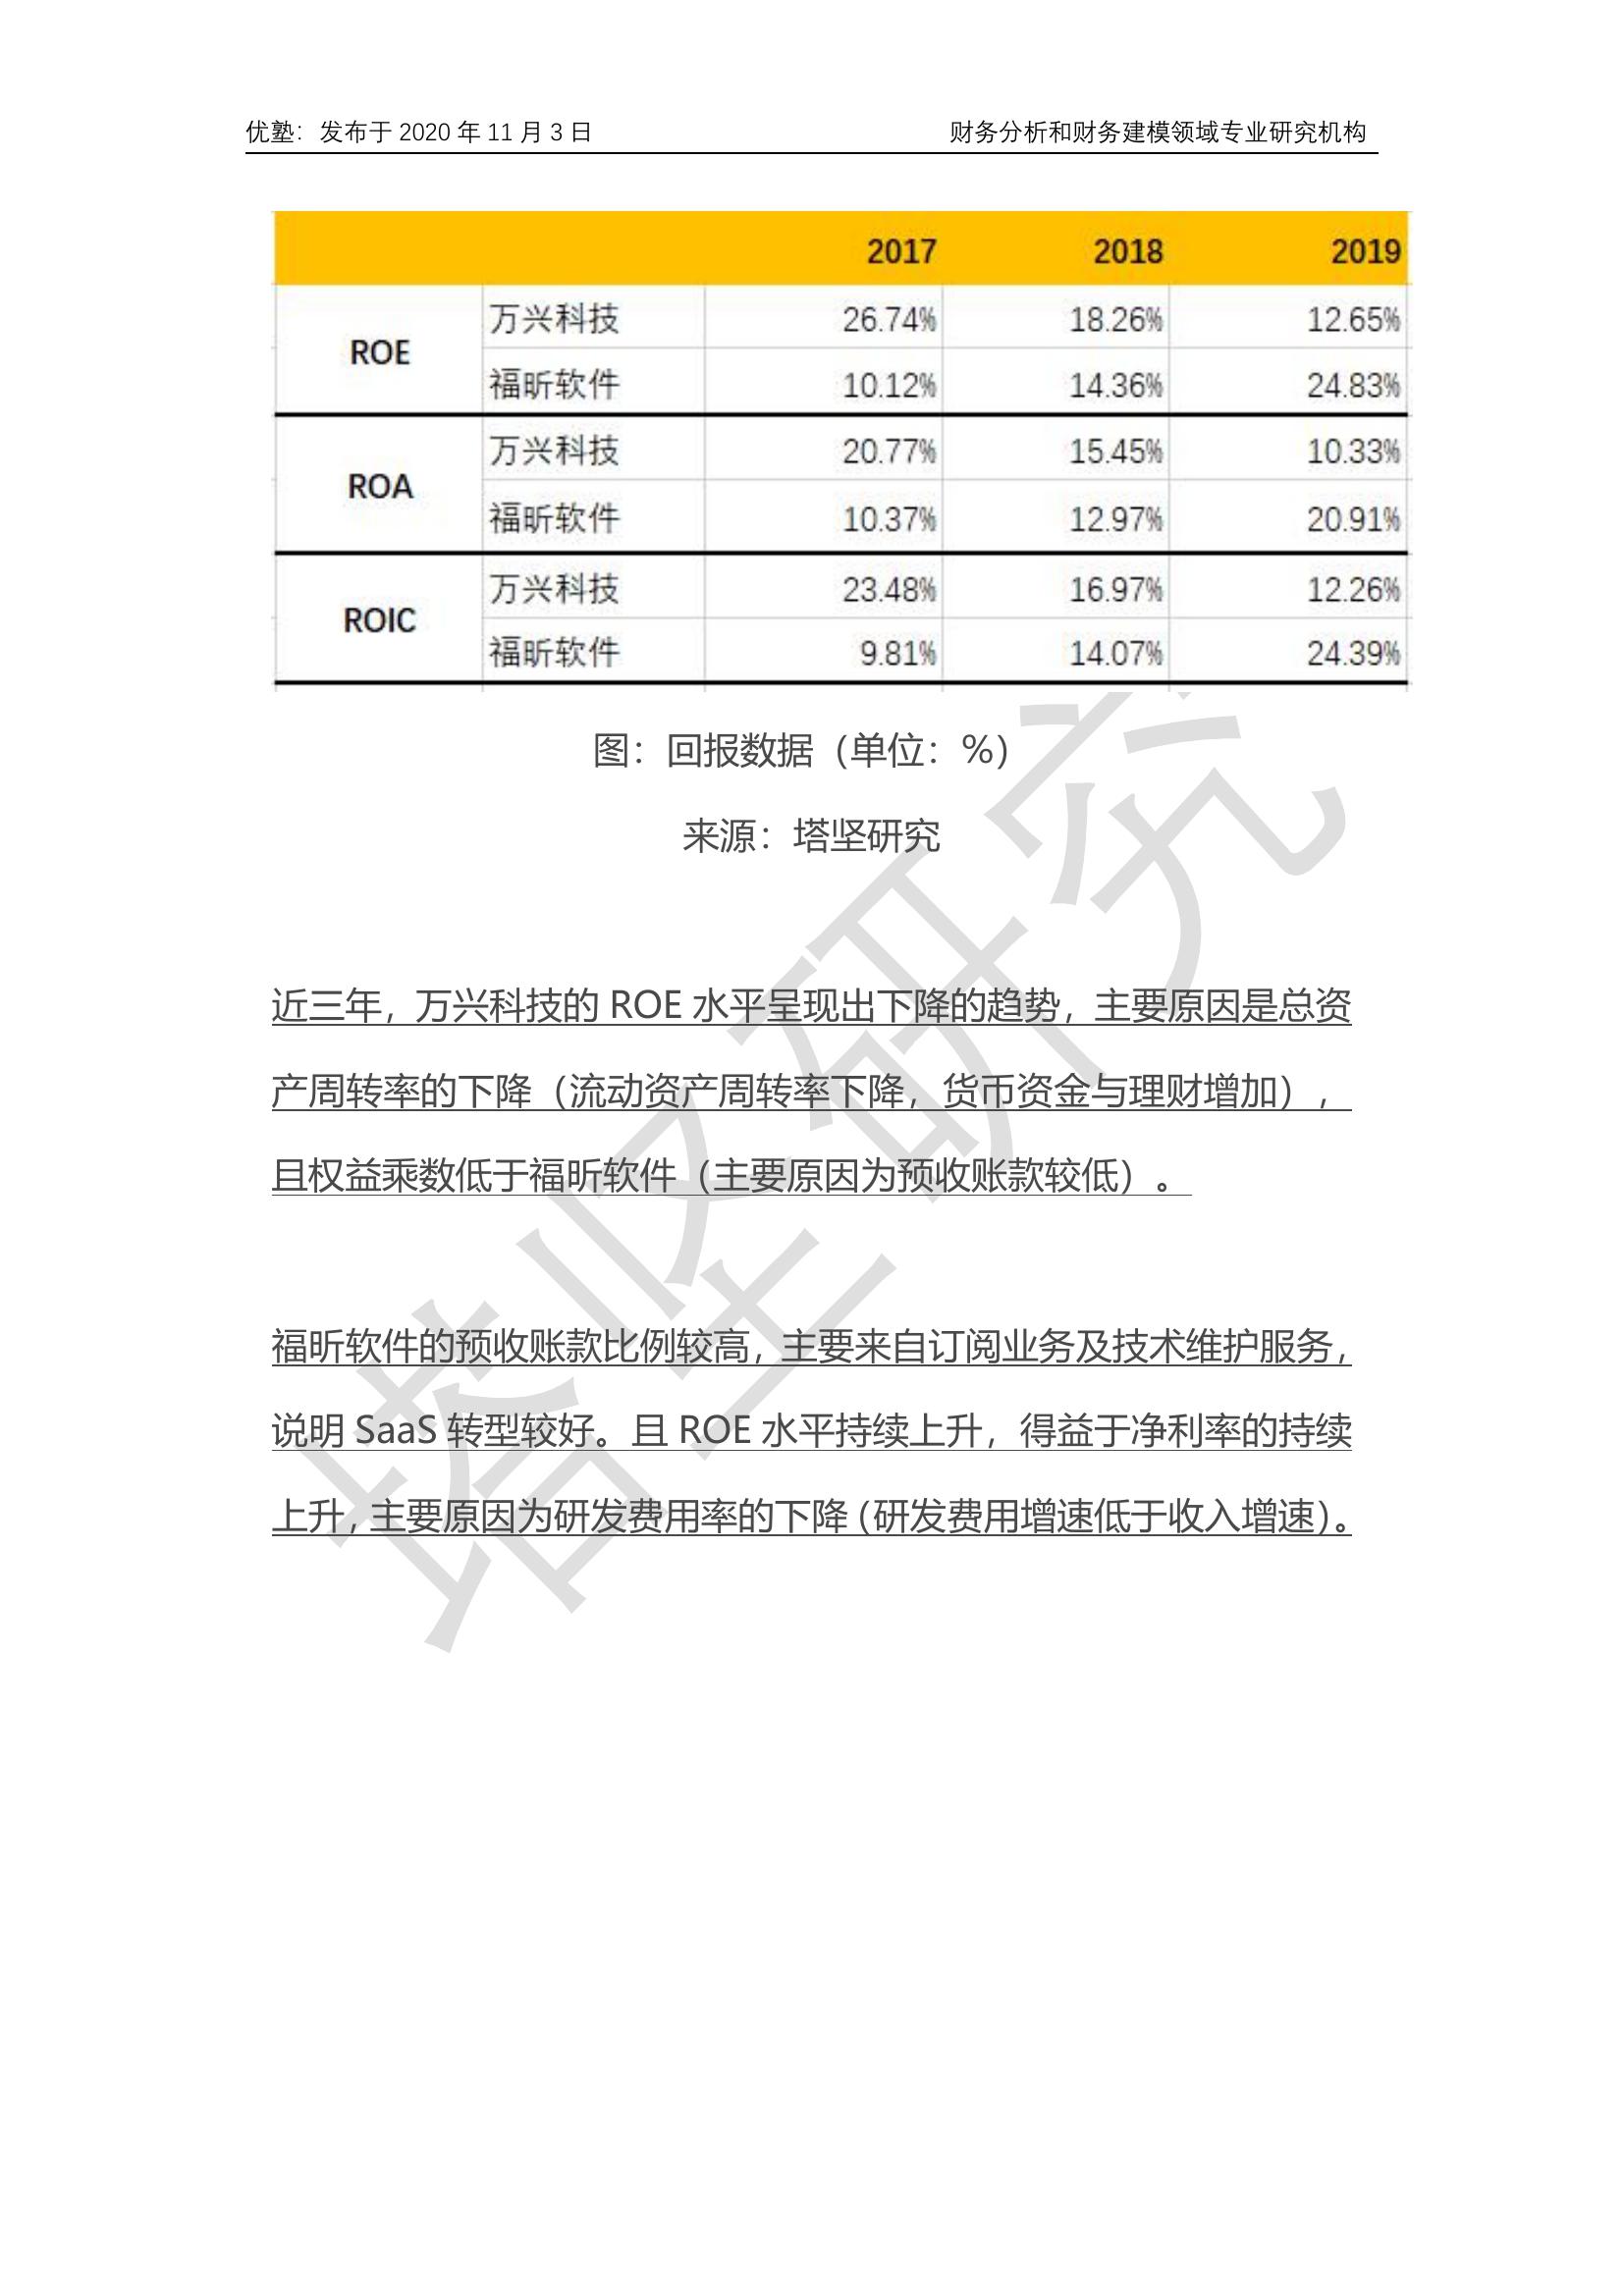 优塾：发布于 2020 年 11 月 3 日 财务分析和财务建模领域专业研究机构
2017 2018 2019
ROE 万兴科技 26.74% 18.26% 12.65%
福昕软件 10.12% 14.36% 24.83%
ROA 万兴科技 20.77% 15.45% 10.33%
福昕软件 10.37% 12.97% 20.91%
ROIC 万兴科技 23.48% 16.97% 12.26%
福昕软件 9.81% 14.07% 24.39%
图：回报数据（单位：%）
来源：塔坚研究
近三年，万兴科技的 ROE 水平呈现出下降的趋势，主要原因是总资
产周转率的下降（流动资产周转率下降，货币资金与理财增加），
且权益乘数低于福昕软件（主要原因为预收账款较低）。
福昕软件的预收账款比例较高，主要来自订阅业务及技术维护服务，
说明 SaaS 转型较好。且 ROE 水平持续上升，得益于净利率的持续
上升，主要原因为研发费用率的下降（研发费用增速低于收入增速）。
塔坚研究